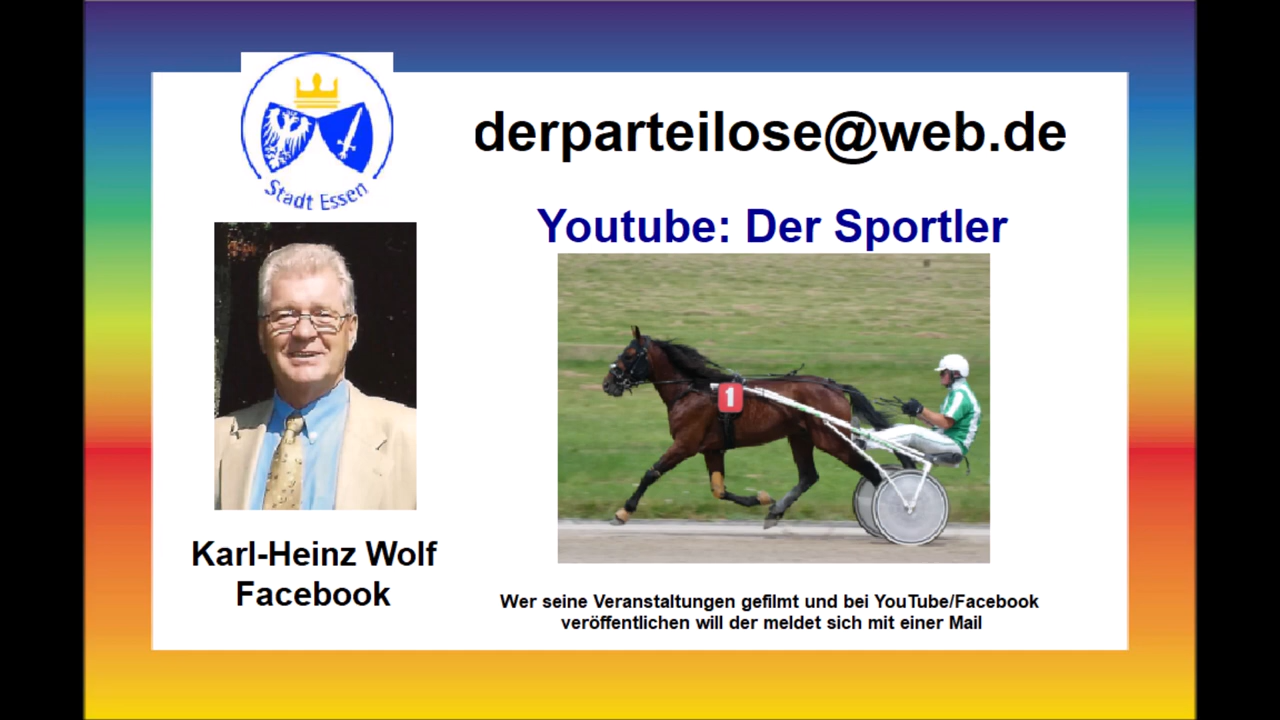 Stadt Essen
derparteilose@web.de
Youtube: Der Sportler
1
Karl-Heinz Wolf
Facebook
Wer seine Veranstaltungen gefilmt und bei YouTube/Facebook
veröffentlichen will der meldet sich mit einer Mail